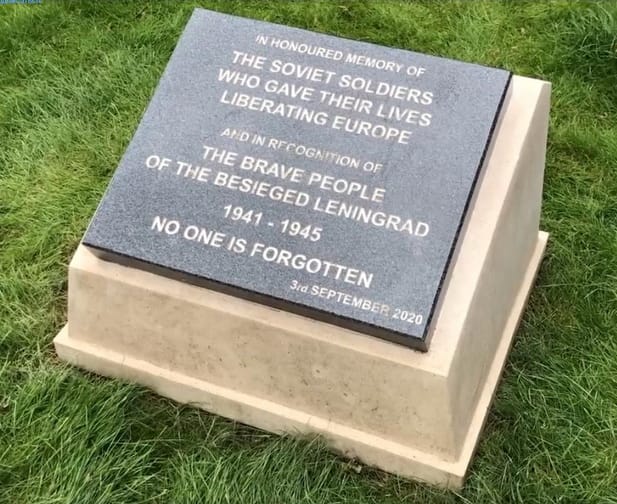 IN HONOURED MEMORY OF
THE SOVIET SOLDIERS
WHO GAVE THEIR LIVES
LIBERATING EUROPE
AND IN RECOGNITION OF
THE BRAVE PEOPLE
OF THE BESIEGED LENINGRAD
1941 - 1945
NO ONE IS FORGOTTEN
3rd SEPTEMBER 2020